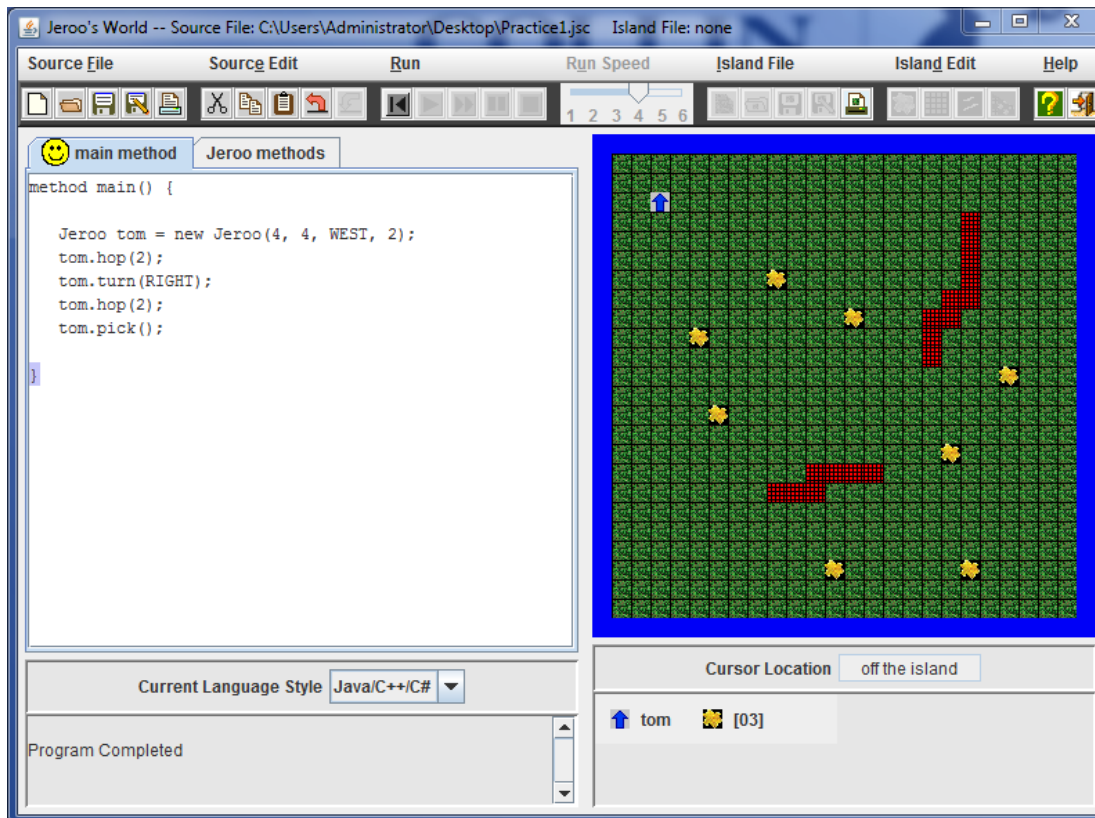 Jeroo's World -- Source File: C:\Users\Administrator\Desktop\Practice1.jsc Island File: none
Source File Source Edit Run Run Speed Island File Island Edit Help
1 2 3 4 5 6
main method Jeroo methods
method main() {
Jeroo tom = new Jeroo(4, 4, WEST, 2);
tom.hop(2);
tom.turn(RIGHT);
tom.hop(2);
tom.pick();
}
Cursor Location off the island
Current Language Style Java/C++/C#
tom [03]
Program Completed